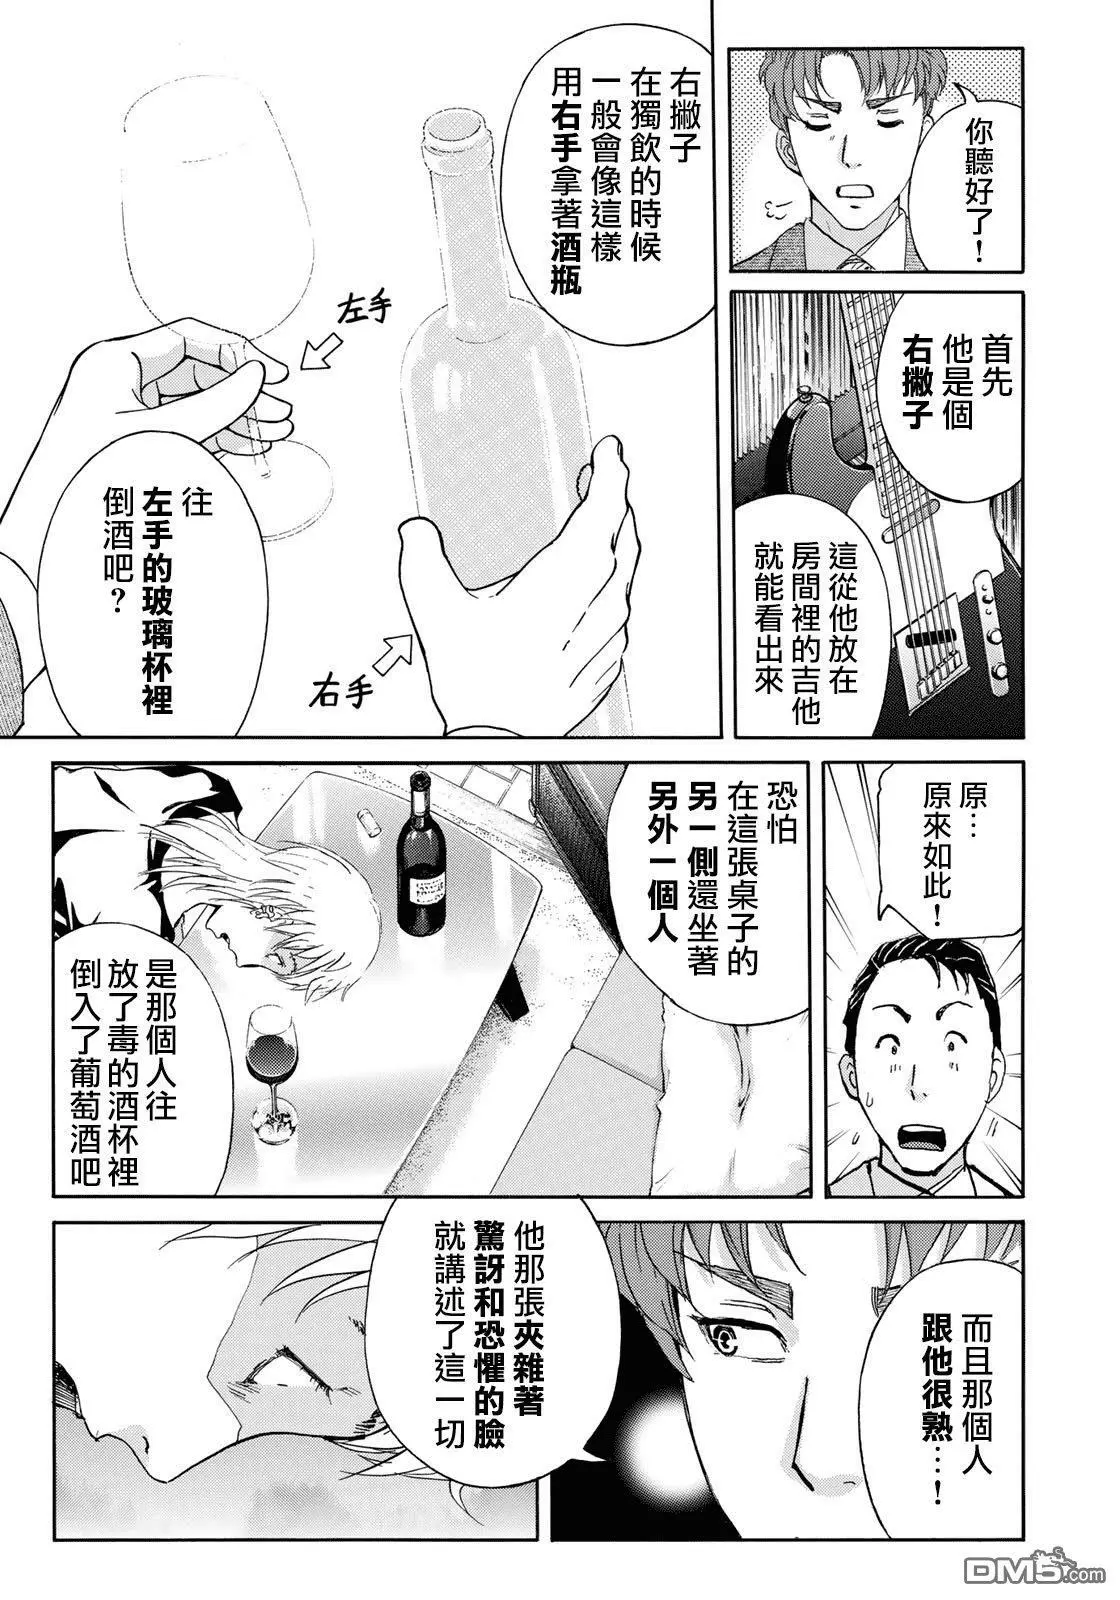 你聽好了！
首先
他是個
右撇子
這從他放在
房間裡的吉他
就能看出來
右撇子
在獨飲的時候
一般會像這樣
用右手拿著酒瓶
左手
右手
往
左手的玻璃杯裡
倒酒吧？
原…
原來如此！
恐怕
在這張桌子的
另一側還坐著
另外一個人
是那個人往
放了毒的酒杯裡
倒入了葡萄酒吧
而且那個人
跟他很熟…！
他那張夾雜著
驚訝和恐懼的臉
就講述了這一切
DM5.com